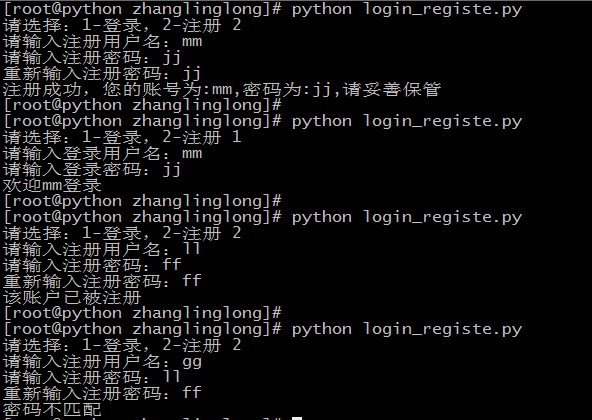 [root@python zhanglinglong]# python login_registe.py
请选择：1-登录，2-注册 2
请输入注册用户名：mm
请输入注册密码：jj
重新输入注册密码：jj
注册成功，您的账号为:mm,密码为:jj,请妥善保管
[root@python zhanglinglong]#
[root@python zhanglinglong]# python login_registe.py
请选择：1-登录，2-注册 1
请输入登录用户名：mm
请输入登录密码：jj
欢迎mm登录
[root@python zhanglinglong]#
[root@python zhanglinglong]# python login_registe.py
请选择：1-登录，2-注册 2
请输入注册用户名：ll
请输入注册密码：ff
重新输入注册密码：ff
该账户已被注册
[root@python zhanglinglong]#
[root@python zhanglinglong]# python login_registe.py
请选择：1-登录，2-注册 2
请输入注册用户名：gg
请输入注册密码：ll
重新输入注册密码：ff
密码不匹配